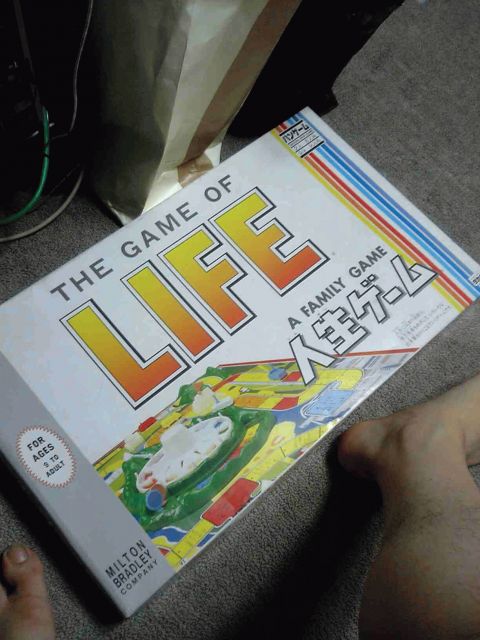 THE GAME OF
LIFE
A FAMILY GAME
人生ゲーム
FOR
AGES
9 TO
ADULT
MILTON
BRADLEY
COMPANY